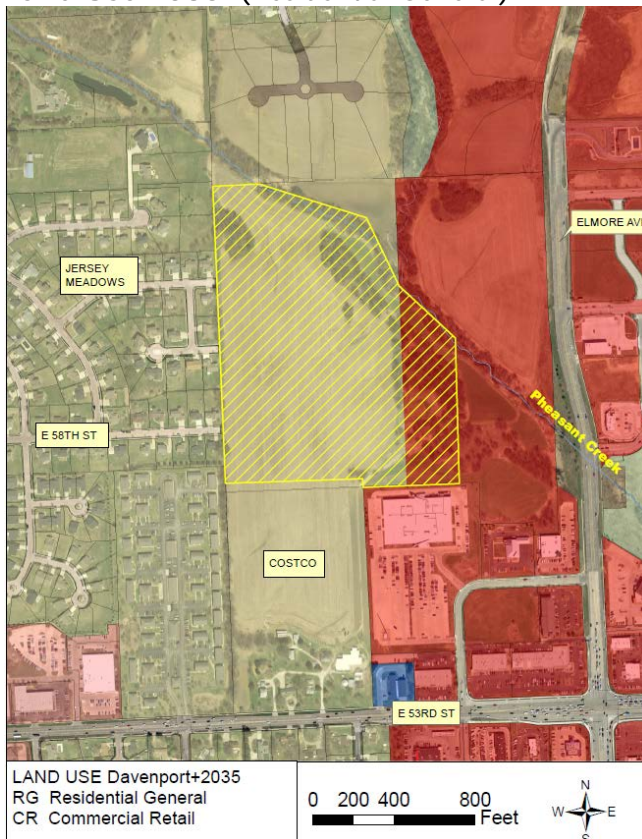 JERSEY
MEADOWS
ELMORE AV
Pheasant Creek
E 58TH ST
COSTCO
E 53RD ST
LAND USE Davenport+2035
RG Residential General
CR Commercial Retail
0 200 400 800
Feet
N
W E
S